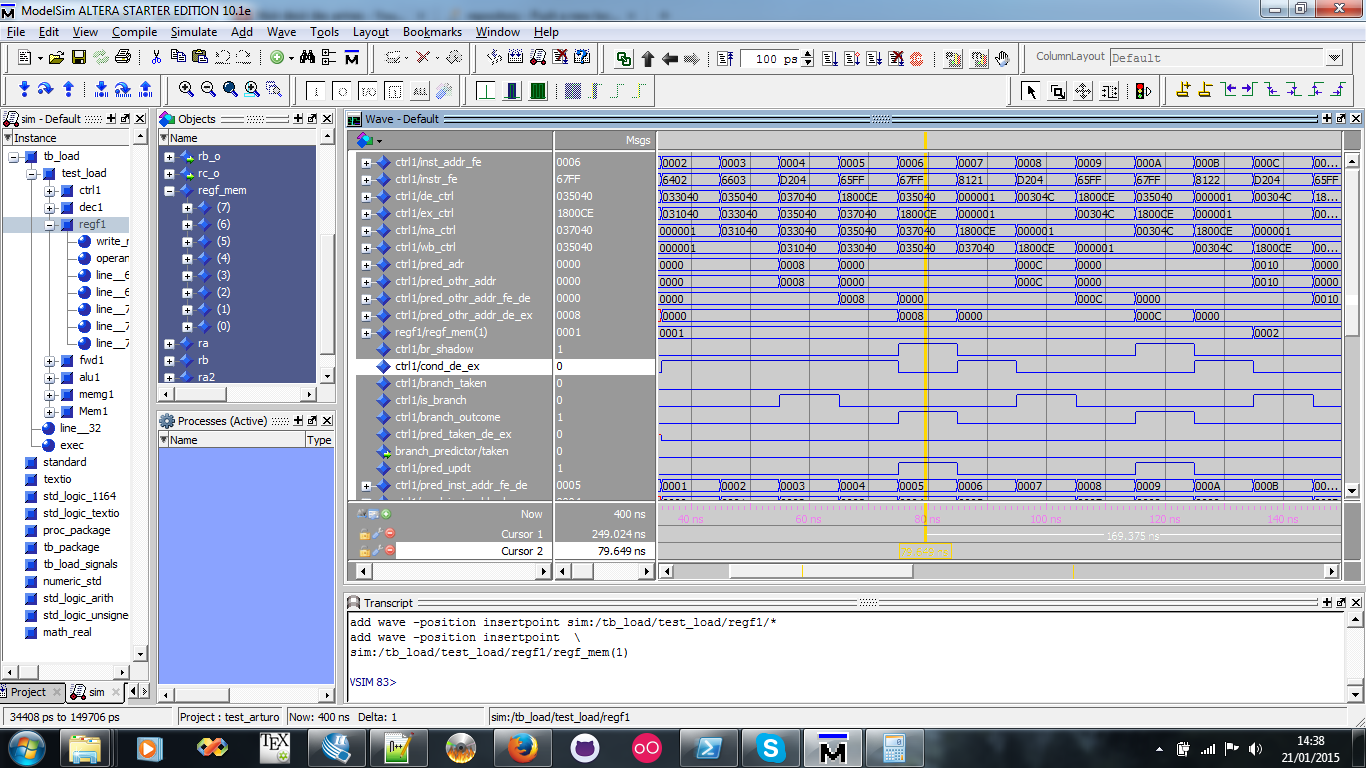 ModelSim ALTERA STARTER EDITION 10.1e
File Edit View Compile Simulate Add Wave Tools Layout Bookmarks Window Help
100 ps
ColumnLayout Default
sim - Default
Instance
tb_load
test_load
ctrl1
dec1
regf1
write_r
operan
line__6
line__6
line__7
line__7
line__7
fwd1
alu1
memg1
Mem1
line__32
exec
standard
textio
std_logic_1164
std_logic_textio
proc_package
tb_package
tb_load_signals
numeric_std
std_logic_arith
std_logic_unsigne
math_real
Project sim
Objects
Name
rb_o
rc_o
regf_mem
(7)
(6)
(5)
(4)
(3)
(2)
(1)
(0)
ra
rb
ra2
Processes (Active)
Name Type
Wave - Default
Msgs
ctrl1/inst_addr_fe 0006 0002 0003 0004 0005 0006 0007 0008 0009 000A 000B 000C 00...
ctrl1/instr_fe 67FF 6402 6603 D204 65FF 67FF 8121 D204 65FF 67FF 8122 D204 65FF
ctrl1/de_ctrl 035040 033040 035040 037040 1800CE 035040 000001 00304C 1800CE 035040 000001 00304C 18...
ctrl1/ex_ctrl 1800CE 031040 033040 035040 037040 1800CE 000001 00304C 1800CE 000001 00...
ctrl1/ma_ctrl 037040 000001 031040 033040 035040 037040 1800CE 000001 00304C 1800CE 000001
ctrl1/wb_ctrl 035040 000001 031040 033040 035040 037040 1800CE 000001 00304C 1800CE 00...
ctrl1/pred_adr 0000 0000 0008 0000 000C 0000 0010 0000
ctrl1/pred_othr_addr 0000 0000 0008 0000 000C 0000 0010 0000
ctrl1/pred_othr_addr_fe_de 0000 0000 0008 0000 000C 0000 0010
ctrl1/pred_othr_addr_de_ex 0008 0000 0008 0000 000C 0000
regf1/regf_mem(1) 0001 0001 0002
ctrl1/br_shadow 1
ctrl1/cond_de_ex 0
ctrl1/branch_taken 0
ctrl1/is_branch 0
ctrl1/branch_outcome 1
ctrl1/pred_taken_de_ex 0
branch_predictor/taken 0
ctrl1/pred_updt 1
ctrl1/pred_inst_addr_fe_de 0005 0001 0002 0003 0004 0005 0006 0007 0008 0009 000A 000B 00...
Now 400 ns 40 ns 60 ns 80 ns 100 ns 120 ns 140 ns
Cursor 1 249.024 ns 169.375 ns
Cursor 2 79.649 ns
Transcript
add wave -position insertpoint sim:/tb_load/test_load/regf1/*
add wave -position insertpoint \
sim:/tb_load/test_load/regf1/regf_mem(1)
VSIM 83>
34408 ps to 149706 ps Project : test_arturo Now: 400 ns Delta: 1 sim:/tb_load/test_load/regf1
14:38
21/01/2015